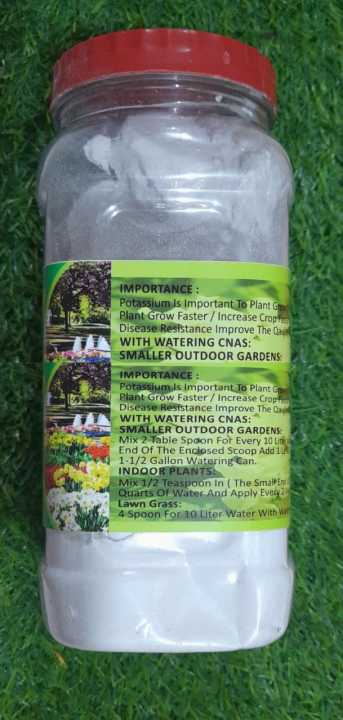 IMPORTANCE :
Potassium Is Important To Plant
Plant Grow Faster / Increase Crop
Disease Resistance Improve The
WITH WATERING CNAS:
SMALLER OUTDOOR GARDENS:
IMPORTANCE :
Potassium Is Important To Plant
Plant Grow Faster / Increase Crop
Disease Resistance Improve The
WITH WATERING CNAS:
SMALLER OUTDOOR GARDENS:
Mix 2 Table Spoon For Every 10
End Of The Enclosed Scoop Add
1-1/2 Gallon Watering Can.
INDOOR PLANTS:
Mix 1/2 Teaspoon In ( The Small End
Quarts Of Water And Apply Every 2
Lawn Grass:
4 Spoon For 10 Liter Water With